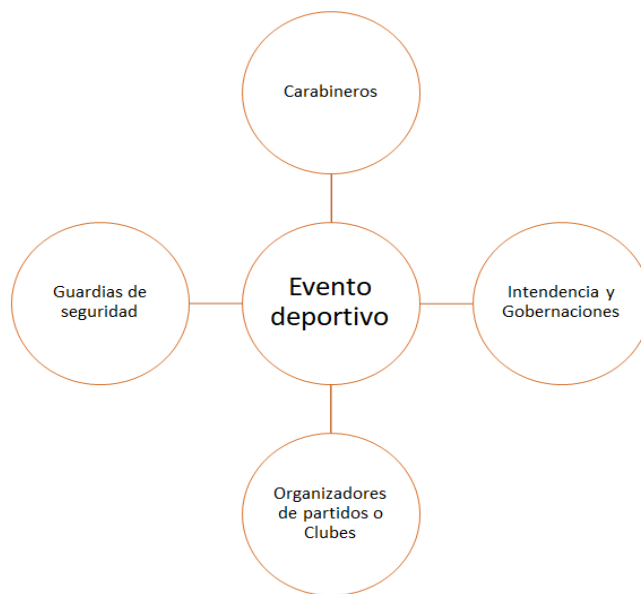 Carabineros
Guardias de
seguridad
Evento
deportivo
Intendencia y
Gobernaciones
Organizadores
de partidos o
Clubes